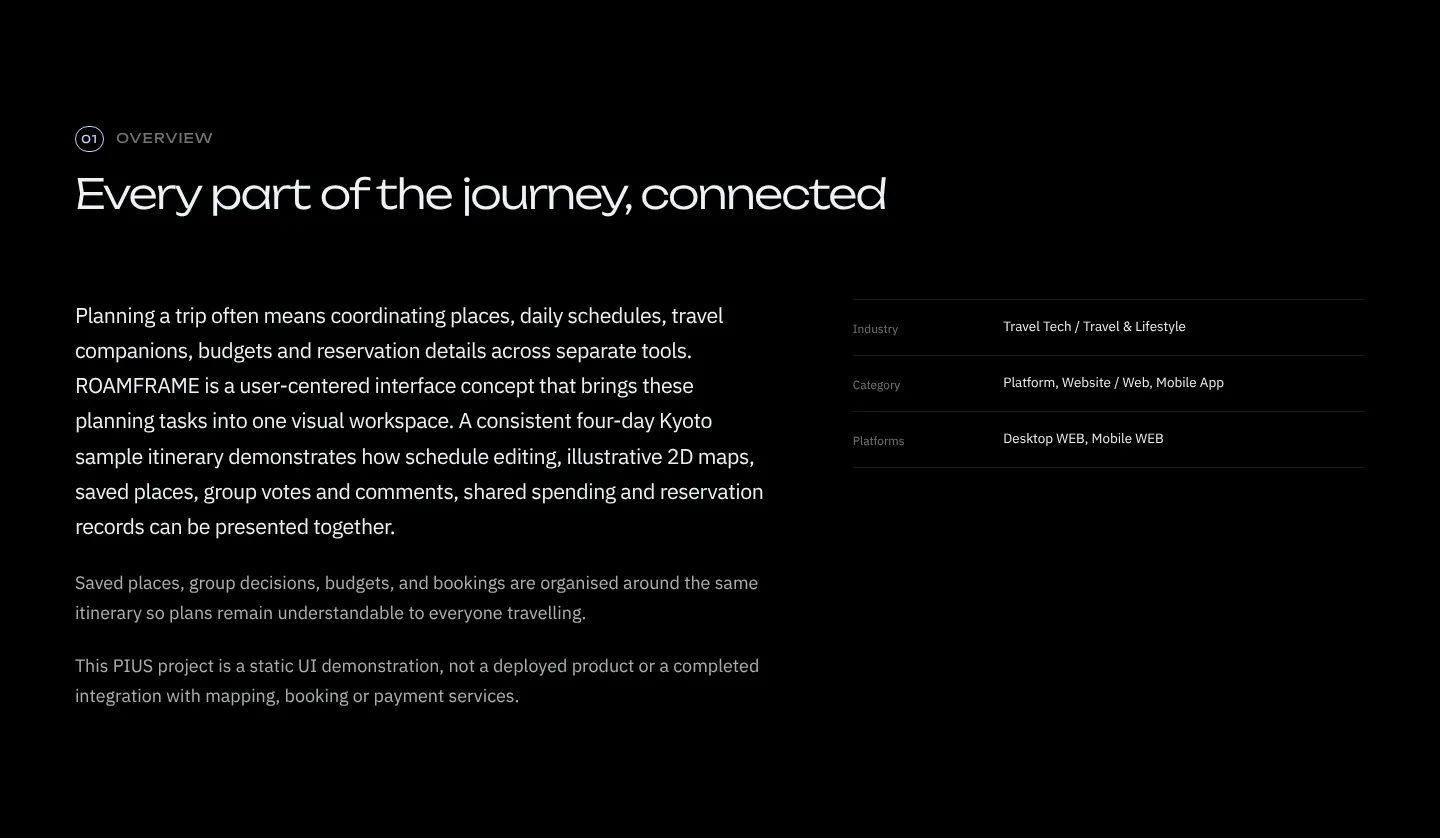 01 OVERVIEW
Every part of the journey, connected
Planning a trip often means coordinating places, daily schedules, travel
companions, budgets and reservation details across separate tools.
ROAMFRAME is a user-centered interface concept that brings these
planning tasks into one visual workspace. A consistent four-day Kyoto
sample itinerary demonstrates how schedule editing, illustrative 2D maps,
saved places, group votes and comments, shared spending and reservation
records can be presented together.
Saved places, group decisions, budgets, and bookings are organised around the same
itinerary so plans remain understandable to everyone travelling.
This PIUS project is a static UI demonstration, not a deployed product or a completed
integration with mapping, booking or payment services.
Industry Travel Tech / Travel & Lifestyle
Category Platform, Website / Web, Mobile App
Platforms Desktop WEB, Mobile WEB